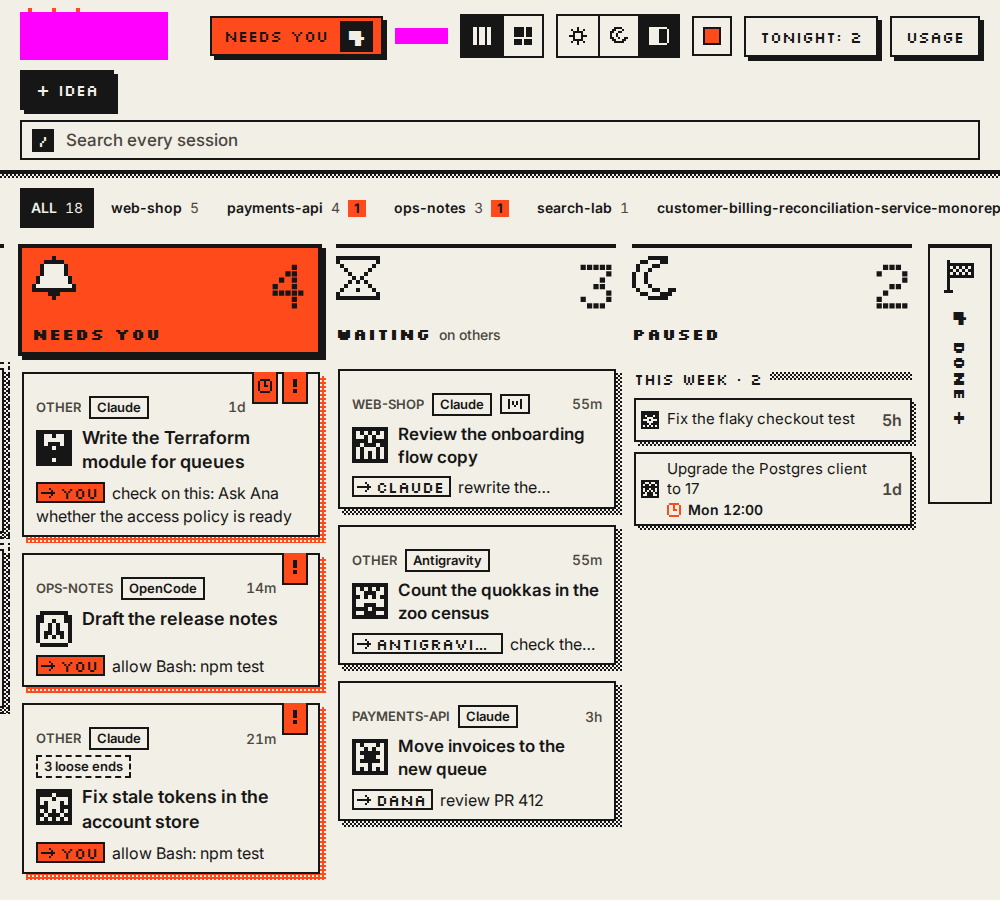 NEEDS YOU 4
TONIGHT: 2
USAGE
+ IDEA
/ Search every session
ALL 18
web-shop 5
payments-api 4 1
ops-notes 3 1
search-lab 1
customer-billing-reconciliation-service-monorep
4
NEEDS YOU
OTHER Claude 1d !
Write the Terraform
module for queues
→ YOU check on this: Ask Ana
whether the access policy is ready
OPS-NOTES OpenCode 14m !
Draft the release notes
→ YOU allow Bash: npm test
OTHER Claude 21m !
3 loose ends
Fix stale tokens in the
account store
→ YOU allow Bash: npm test
3
WAITING on others
WEB-SHOP Claude 55m
Review the onboarding
flow copy
→ CLAUDE rewrite the…
OTHER Antigravity 55m
Count the quokkas in the
zoo census
→ ANTIGRAVI… check the…
PAYMENTS-API Claude 3h
Move invoices to the
new queue
→ DANA review PR 412
2
PAUSED
THIS WEEK · 2
Fix the flaky checkout test 5h
Upgrade the Postgres client
to 17 1d
Mon 12:00
4 DONE +